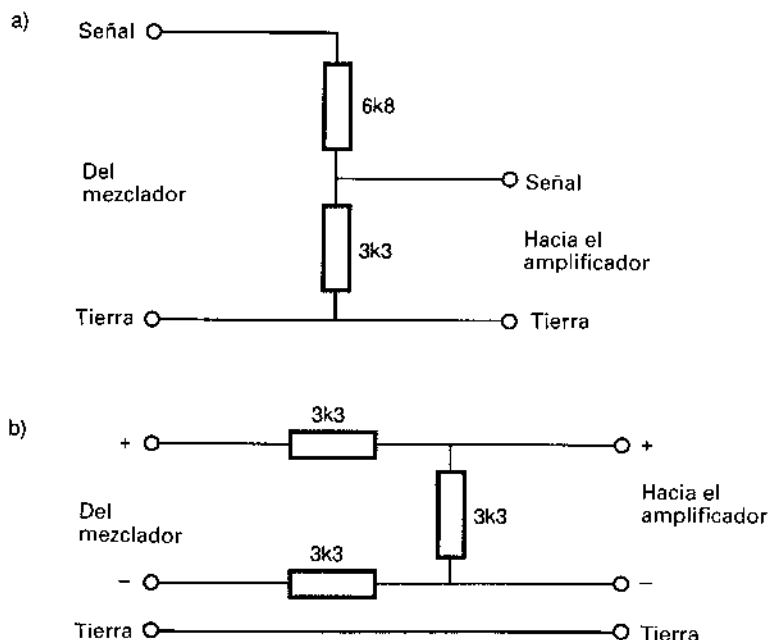 a)
Señal
6k8
Señal
Del
mezclador
3k3
Hacia el
amplificador
Tierra
Tierra
b)
3k3
+
+
Del
mezclador
3k3
Hacia el
amplificador
3k3
−
−
Tierra
Tierra